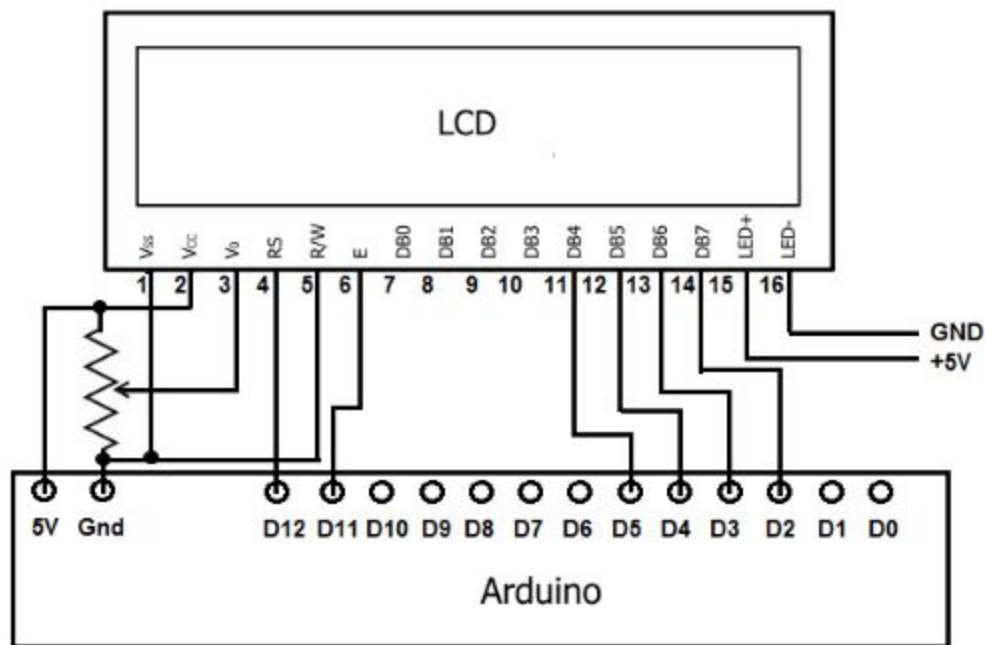 LCD
Vss Vcc Vo RS R/W E DB0 DB1 DB2 DB3 DB4 DB5 DB6 DB7 LED+ LED-
1 2 3 4 5 6 7 8 9 10 11 12 13 14 15 16
GND
+5V
5V Gnd D12 D11 D10 D9 D8 D7 D6 D5 D4 D3 D2 D1 D0
Arduino